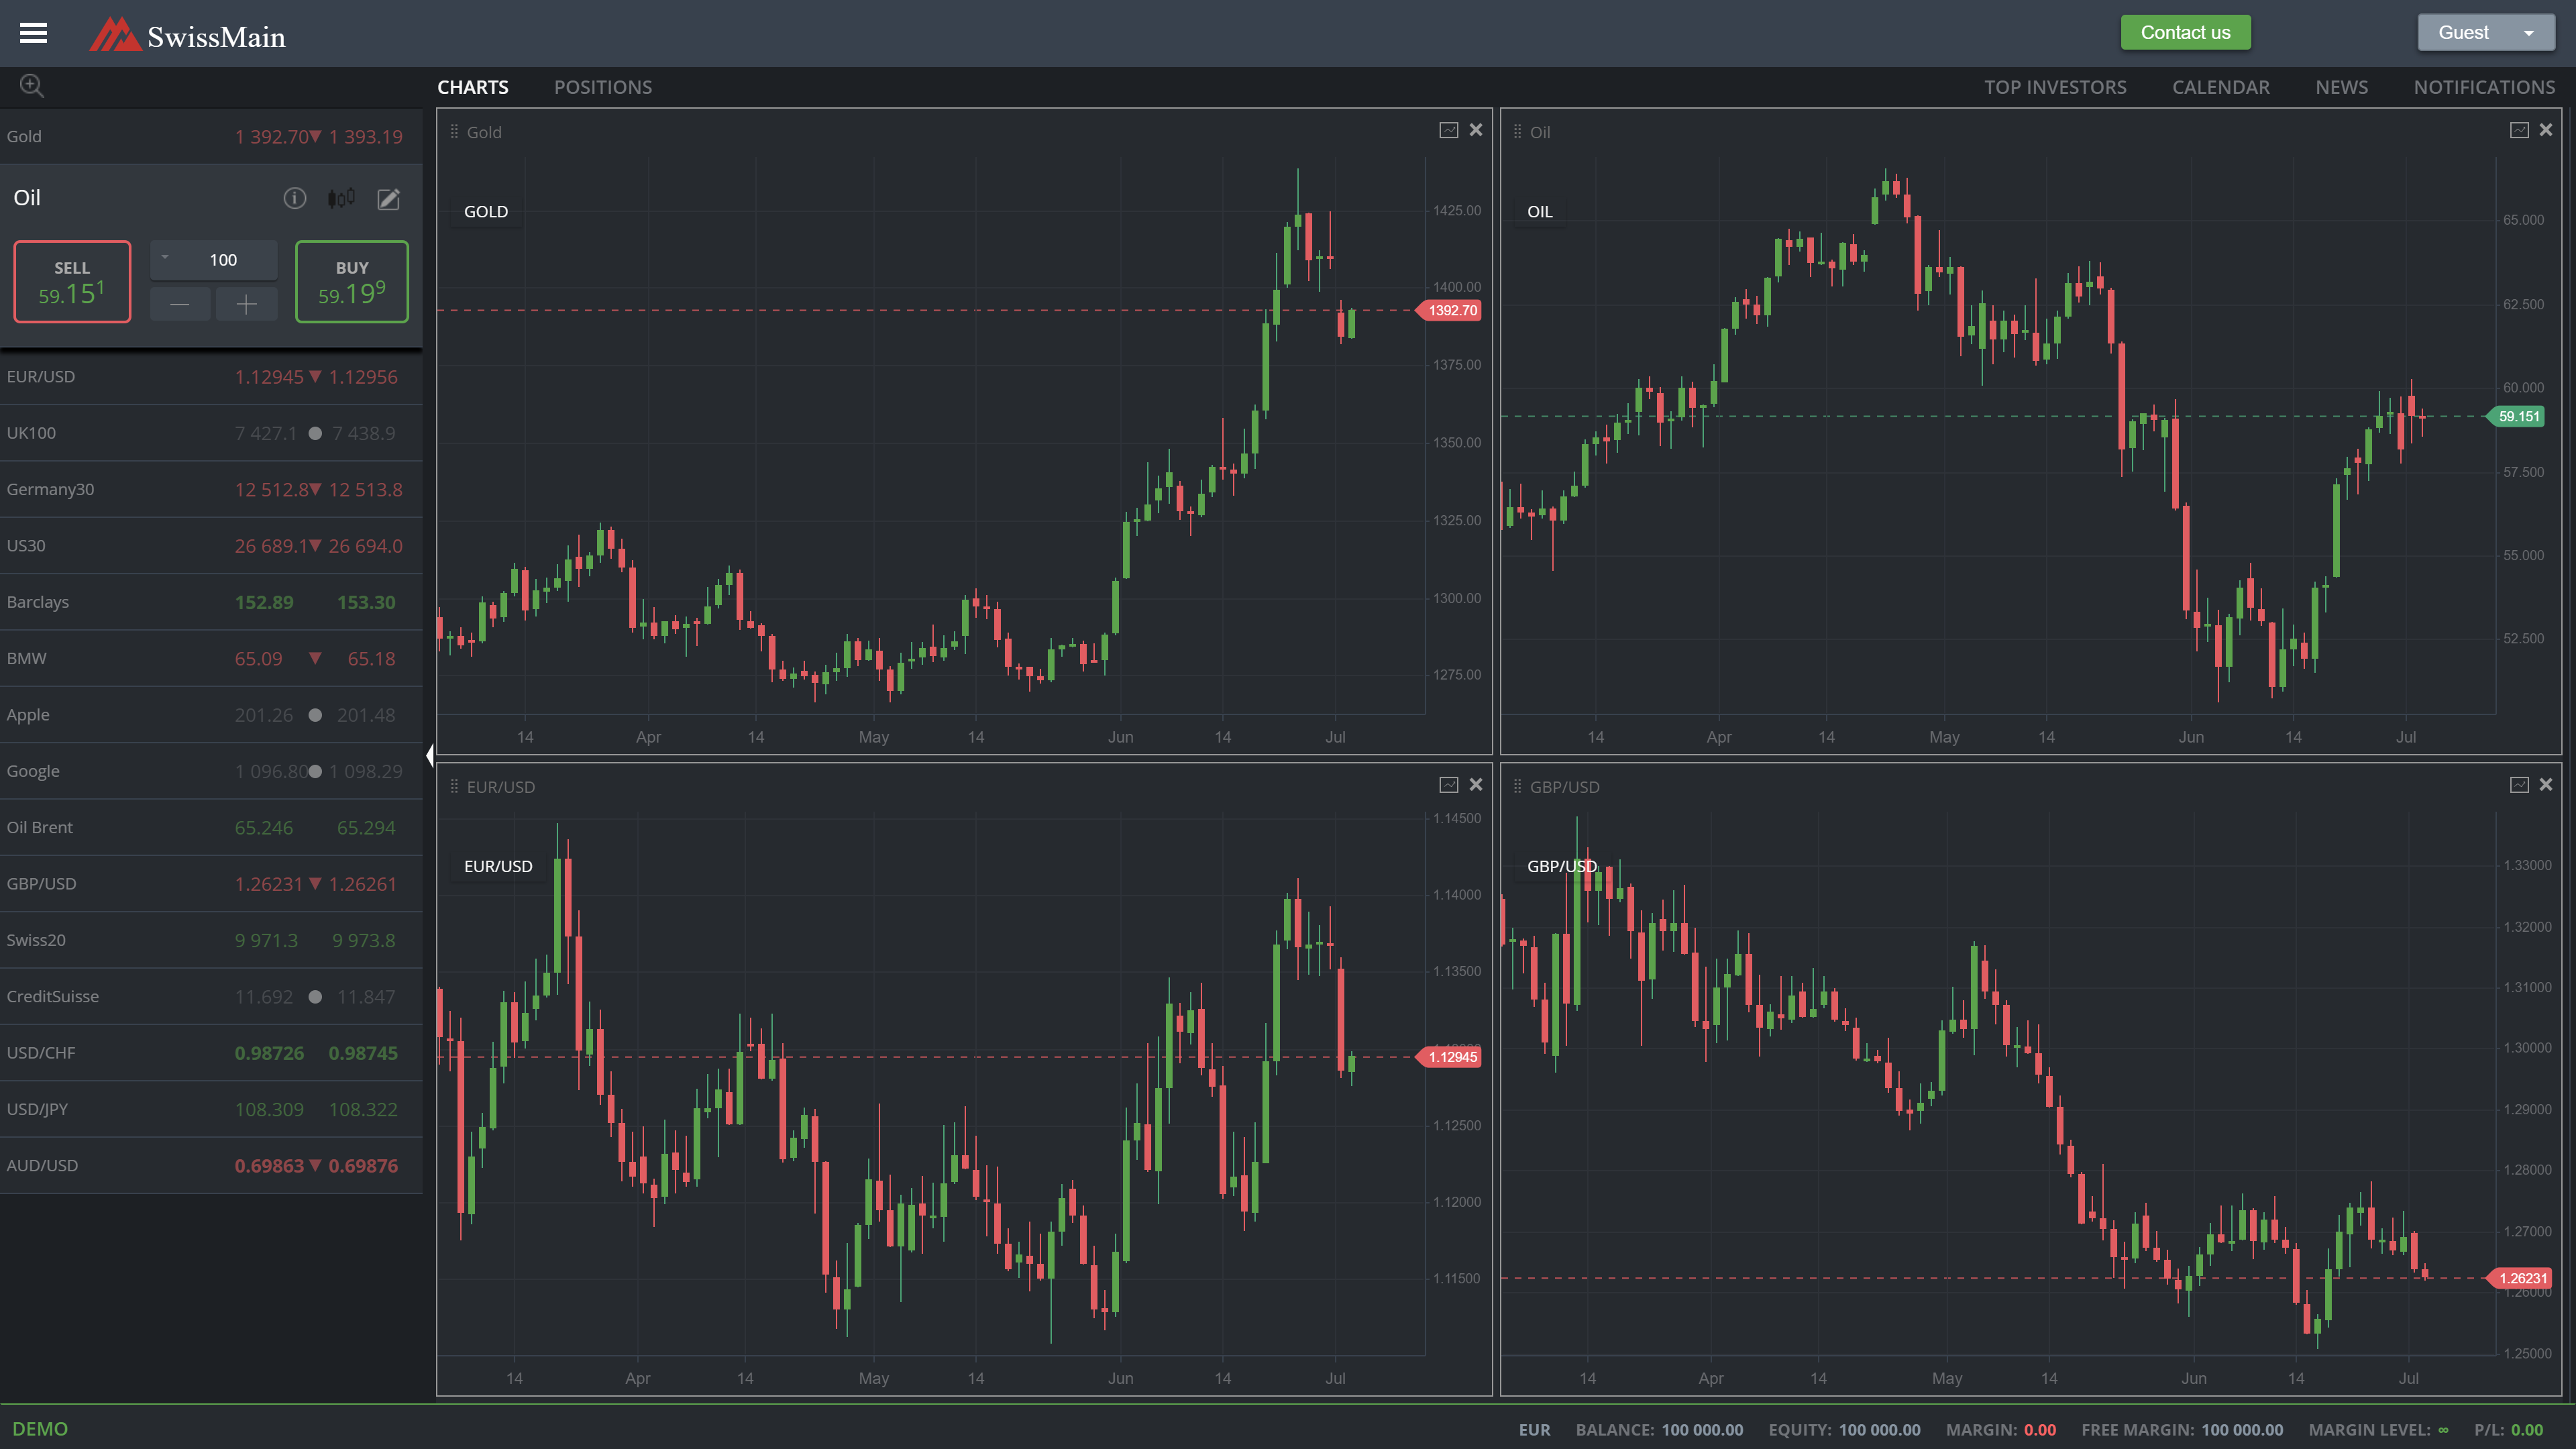 SwissMain
Contact us
Guest
CHARTS POSITIONS TOP INVESTORS CALENDAR NEWS NOTIFICATIONS
Gold 1 392.70 1 393.19
Oil
SELL 59.151
100
BUY 59.199
EUR/USD 1.12945 1.12956
UK100 7 427.1 7 438.9
Germany30 12 512.8 12 513.8
US30 26 689.1 26 694.0
Barclays 152.89 153.30
BMW 65.09 65.18
Apple 201.26 201.48
Google 1 096.80 1 098.29
Oil Brent 65.246 65.294
GBP/USD 1.26231 1.26261
Swiss20 9 971.3 9 973.8
CreditSuisse 11.692 11.847
USD/CHF 0.98726 0.98745
USD/JPY 108.309 108.322
AUD/USD 0.69863 0.69876
Gold
GOLD
1425.00
1400.00
1392.70
1375.00
1350.00
1325.00
1300.00
1275.00
14 Apr 14 May 14 Jun 14 Jul
Oil
OIL
65.000
62.500
60.000
59.151
57.500
55.000
52.500
14 Apr 14 May 14 Jun 14 Jul
EUR/USD
1.14500
EUR/USD
1.14000
1.13500
1.12945
1.12500
1.12000
1.11500
14 Apr 14 May 14 Jun 14 Jul
GBP/USD
GBP/USD
1.33000
1.32000
1.31000
1.30000
1.29000
1.28000
1.27000
1.26231
1.26000
1.25000
14 Apr 14 May 14 Jun 14 Jul
DEMO EUR BALANCE: 100 000.00 EQUITY: 100 000.00 MARGIN: 0.00 FREE MARGIN: 100 000.00 MARGIN LEVEL: ∞ P/L: 0.00